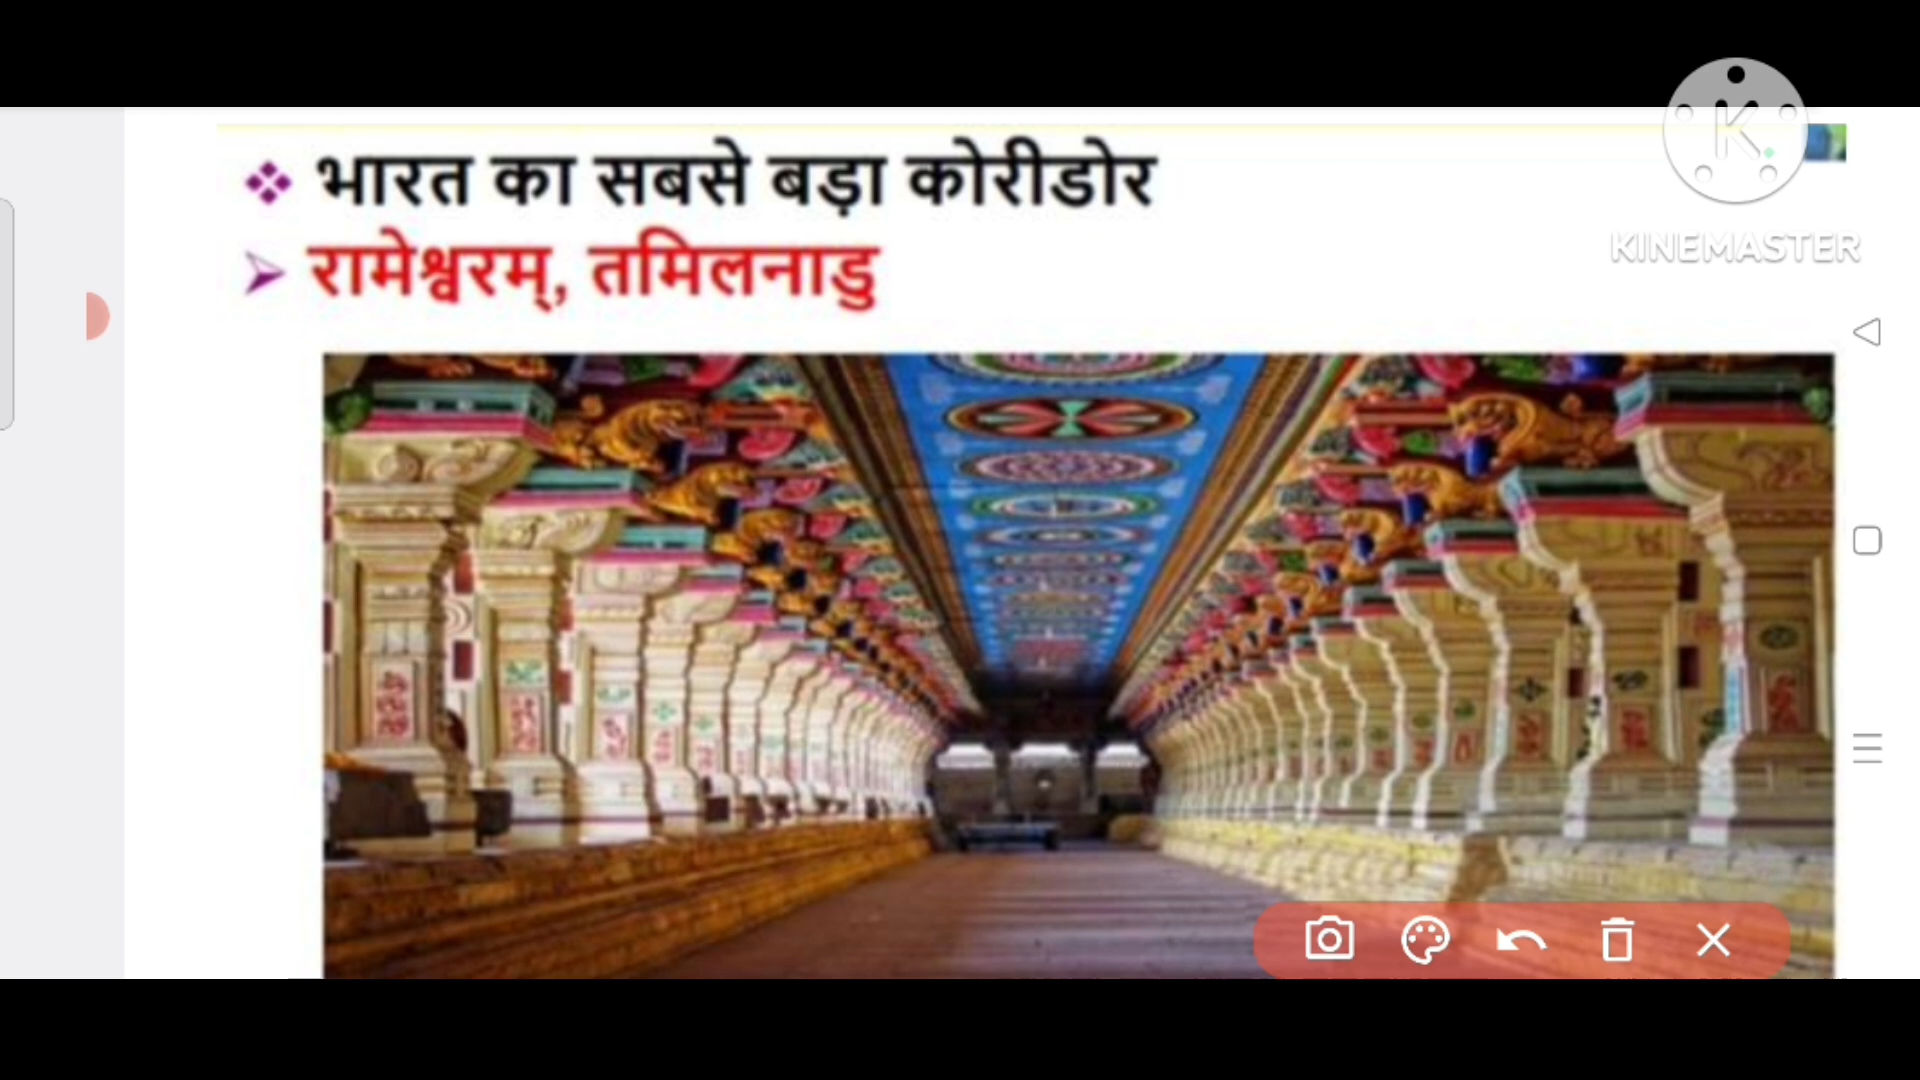 भारत का सबसे बड़ा कोरीडोर
रामेश्वरम्, तमिलनाडु
KINEMASTER